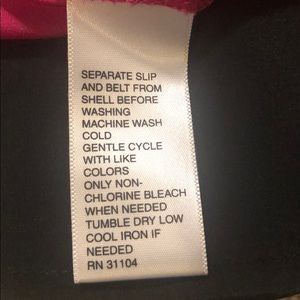 SEPARATE SLIP
AND BELT FROM
SHELL BEFORE
WASHING
MACHINE WASH
COLD
GENTLE CYCLE
WITH LIKE
COLORS
ONLY NON-
CHLORINE BLEACH
WHEN NEEDED
TUMBLE DRY LOW
COOL IRON IF
NEEDED
RN 31104